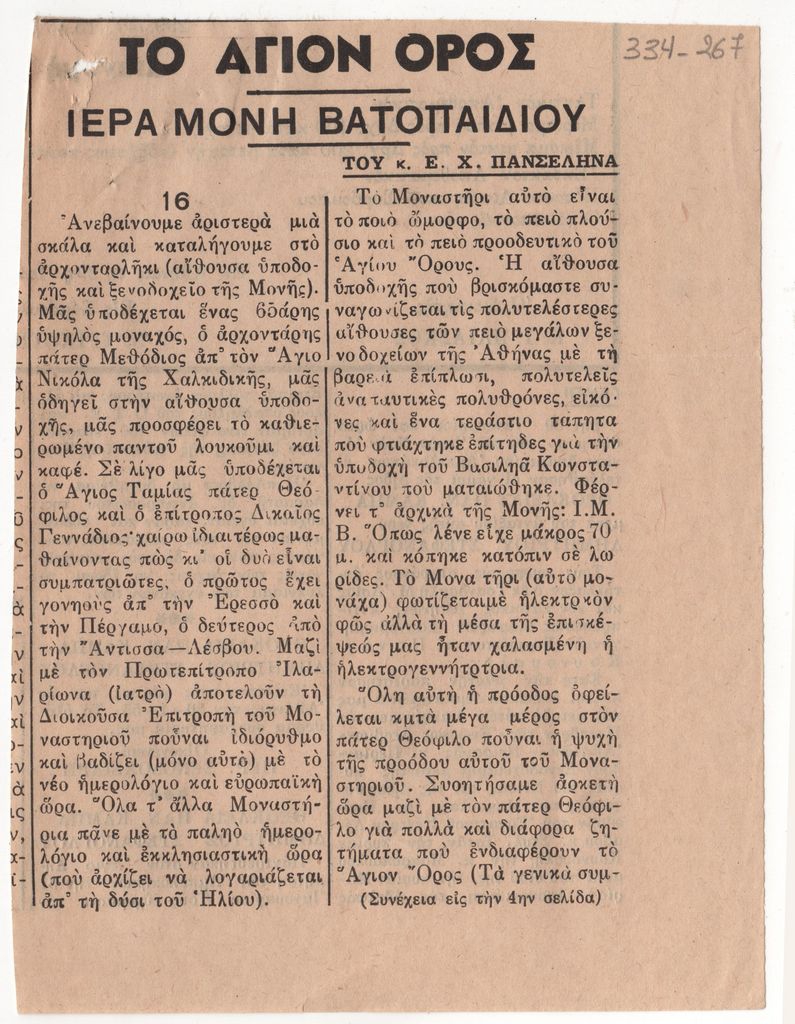 ΤΟ ΑΓΙΟΝ ΟΡΟΣ
334-267
ΙΕΡΑ ΜΟΝΗ ΒΑΤΟΠΑΙΔΙΟΥ
ΤΟΥ κ. Ε. Χ. ΠΑΝΣΕΛΗΝΑ
16
Ἀνεβαίνουμε ἀριστερὰ μιὰ
σκάλα καὶ καταλήγουμε στὸ
ἀρχονταρλῆκι (αἴθουσα ὑποδο-
χῆς καὶ ξενοδοχεῖο τῆς Μονῆς).
Μᾶς ὑποδέχεται ἕνας 65άρης
ὑψηλὸς μοναχός, ὁ ἀρχοντάρης
πάτερ Μεθόδιος ἀπ᾿ τὸν Ἅγιο
Νικόλα τῆς Χαλκιδικῆς, μᾶς
ὁδηγεῖ στὴν αἴθουσα ὑποδο-
χῆς, μᾶς προσφέρει τὸ καθιε-
ρωμένο παντοῦ λουκοῦμι καὶ
καφέ. Σὲ λίγο μᾶς ὑποδέχεται
ὁ Ἅγιος Ταμίας πάτερ Θεό-
φιλος καὶ ὁ ἐπίτροπος Δικαῖος
Γεννάδιος· χαίρω ἰδιαιτέρως μα-
θαίνοντας πὼς κι᾿ οἱ δυὸ εἶναι
συμπατριῶτες, ὁ πρῶτος ἔχει
γονηοὺς ἀπ᾿ τὴν Ἐρεσσὸ καὶ
τὴν Πέργαμο, ὁ δεύτερος ἀπὸ
τὴν Ἄντισσα—Λέσβου. Μαζὶ
μὲ τὸν Πρωτεπίτροπο Ἱλα-
ρίωνα (ἰατρὸ) ἀποτελοῦν τὴ
Διοικοῦσα Ἐπιτροπὴ τοῦ Μο-
ναστηριοῦ ποὖναι ἰδιόρυθμο
καὶ βαδίζει (μόνο αὐτὸ) μὲ τὸ
νέο ἡμερολόγιο καὶ εὐρωπαϊκὴ
ὥρα. Ὅλα τ᾿ ἄλλα Μοναστή-
ρια πᾶνε μὲ τὸ παληὸ ἡμερο-
λόγιο καὶ ἐκκλησιαστικὴ ὥρα
(ποὺ ἀρχίζει νὰ λογαριάζεται
ἀπ᾿ τὴ δύσι τοῦ Ἡλίου).
Τὸ Μοναστῆρι αὐτὸ εἶναι
τὸ ποιὸ ὤμορφο, τὸ πειὸ πλού-
σιο καὶ τὸ πειὸ προοδευτικὸ τοῦ
Ἁγίου Ὄρους. Ἡ αἴθουσα
ὑποδοχῆς ποὺ βρισκόμαστε συ-
ναγωνίζεται τὶς πολυτελέστερες
αἴθουσες τῶν πειὸ μεγάλων ξε-
νοδοχείων τῆς Ἀθήνας μὲ τὴ
βαρειὰ ἐπίπλωσι, πολυτελεῖς
ἀναπαυτικὲς πολυθρόνες, εἰκό-
νες καὶ ἕνα τεράστιο τάπητα
ποὺ φτιάχτηκε ἐπίτηδες γιὰ τὴν
ὑποδοχὴ τοῦ Βασιληᾶ Κωνστα-
ντίνου ποὺ ματαιώθηκε. Φέρ-
νει τ᾿ ἀρχικὰ τῆς Μονῆς: Ι.Μ.
Β. Ὅπως λένε εἶχε μάκρος 70
μ. καὶ κόπηκε κατόπιν σὲ λω
ρίδες. Τὸ Μονα τῆρι (αὐτὸ μο-
νάχα) φωτίζεται μὲ ἠλεκτρικὸν
φῶς ἀλλὰ τὴ μέσα τῆς ἐπισκέ-
ψεώς μας ἦταν χαλασμένη ἡ
ἠλεκτρογεννήτρτρια.
Ὅλη αὐτὴ ἡ πρόοδος ὀφεί-
λεται κμτὰ μέγα μέρος στὸν
πάτερ Θεόφιλο ποὖναι ἡ ψυχὴ
τῆς προόδου αὐτοῦ τοῦ Μονα-
στηριοῦ. Συοητήσαμε ἀρκετὴ
ὥρα μαζὶ μὲ τὸν πάτερ Θεόφι-
λο γιὰ πολλὰ καὶ διάφορα ζη-
τήματα ποὺ ἐνδιαφέρουν τὸ
Ἅγιον Ὄρος (Τὰ γενικὰ συμ-
(Συνέχεια εἰς τὴν 4ην σελίδα)